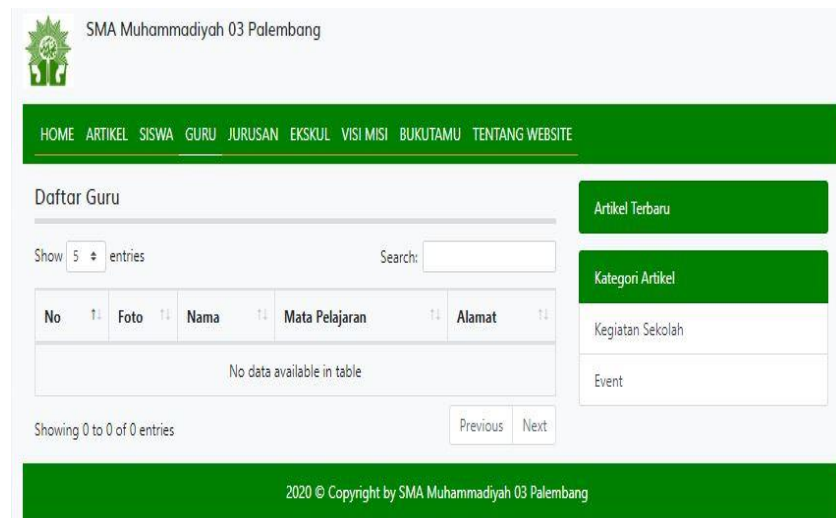 SMA Muhammadiyah 03 Palembang
HOME ARTIKEL SISWA GURU JURUSAN EKSKUL VISI MISI BUKUTAMU TENTANG WEBSITE
Daftar Guru
Show 5 entries
Search:
No Foto Nama Mata Pelajaran Alamat
No data available in table
Showing 0 to 0 of 0 entries
Previous Next
Artikel Terbaru
Kategori Artikel
Kegiatan Sekolah
Event
2020 © Copyright by SMA Muhammadiyah 03 Palembang